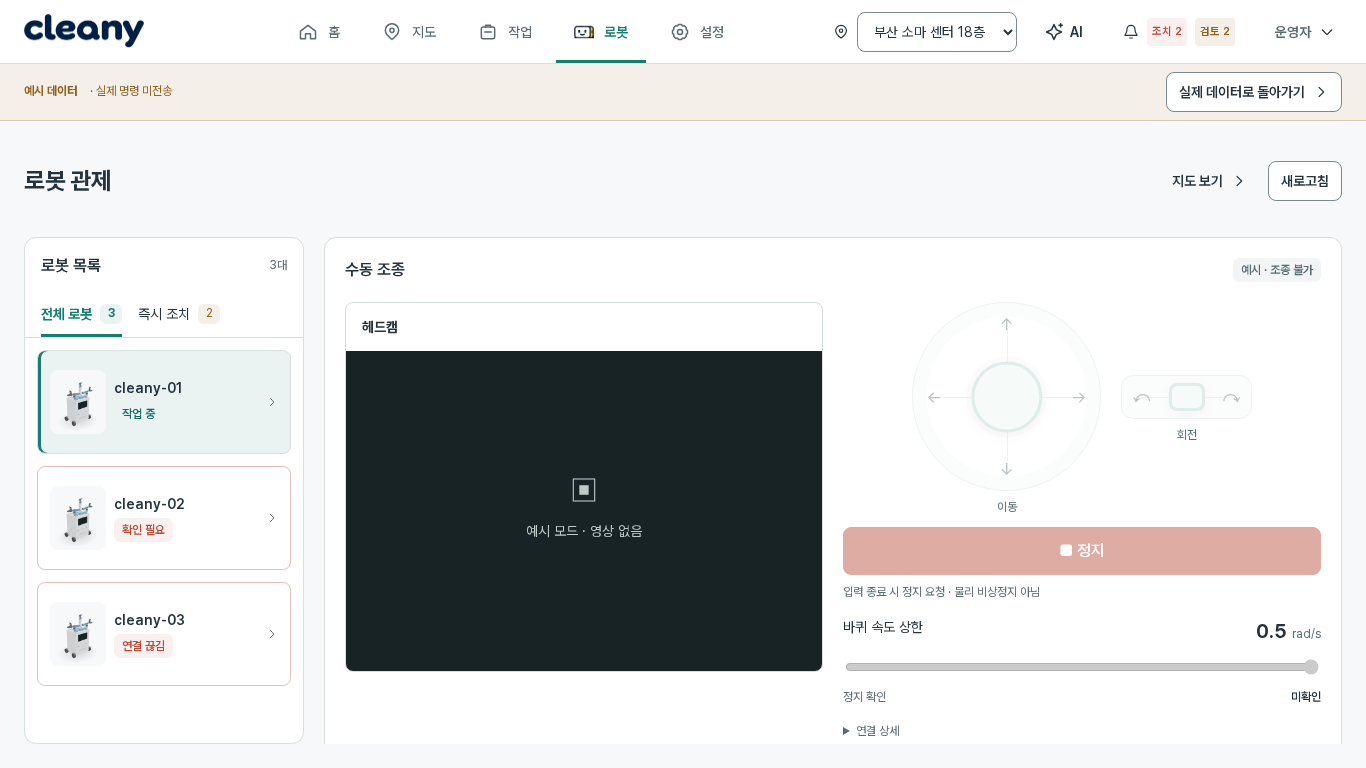 cleany
홈
지도
작업
로봇
설정
부산 소마 센터 18층
AI
조치 2
검토 2
운영자
예시 데이터 · 실제 명령 미전송
실제 데이터로 돌아가기
로봇 관제
지도 보기
새로고침
로봇 목록
3대
전체 로봇 3
즉시 조치 2
cleany-01
작업 중
cleany-02
확인 필요
cleany-03
연결 끊김
수동 조종
예시 · 조종 불가
헤드캠
예시 모드 · 영상 없음
회전
이동
정지
입력 종료 시 정지 요청 · 물리 비상정지 아님
바퀴 속도 상한
0.5 rad/s
정지 확인
미확인
연결 상세